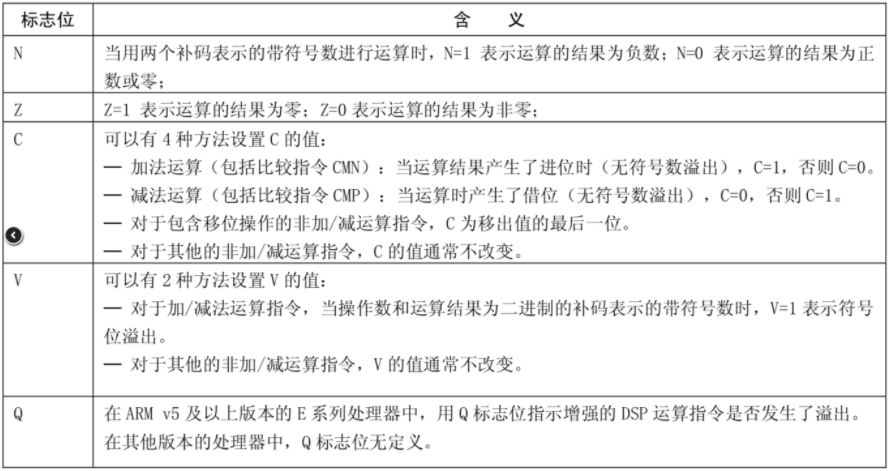 标志位 含 义
N 当用两个补码表示的带符号数进行运算时，N=1 表示运算的结果为负数；N=0 表示运算的结果为正
数或零；
Z Z=1 表示运算的结果为零；Z=0 表示运算的结果为非零；
C 可以有 4 种方法设置 C 的值：
— 加法运算（包括比较指令 CMN）：当运算结果产生了进位时（无符号数溢出），C=1，否则 C=0。
— 减法运算（包括比较指令 CMP）：当运算时产生了借位（无符号数溢出），C=0，否则 C=1。
— 对于包含移位操作的非加/减运算指令，C 为移出值的最后一位。
— 对于其他的非加/减运算指令，C 的值通常不改变。
V 可以有 2 种方法设置 V 的值：
— 对于加/减法运算指令，当操作数和运算结果为二进制的补码表示的带符号数时，V=1 表示符号
位溢出。
— 对于其他的非加/减运算指令，V 的值通常不改变。
Q 在 ARM v5 及以上版本的 E 系列处理器中，用 Q 标志位指示增强的 DSP 运算指令是否发生了溢出。
在其他版本的处理器中，Q 标志位无定义。